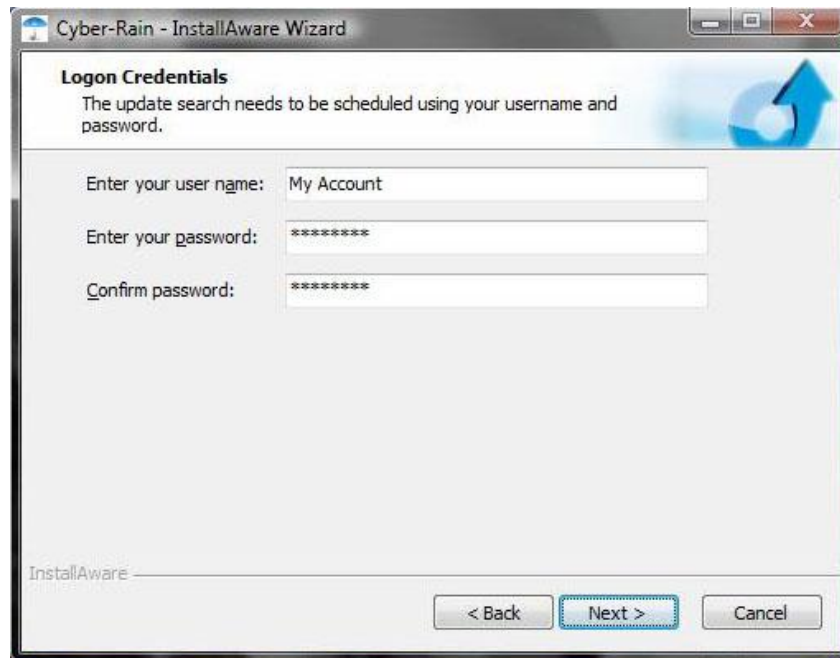 Cyber-Rain - InstallAware Wizard
Logon Credentials
The update search needs to be scheduled using your username and
password.
Enter your user name: My Account
Enter your password: ********
Confirm password: ********
InstallAware
< Back Next > Cancel